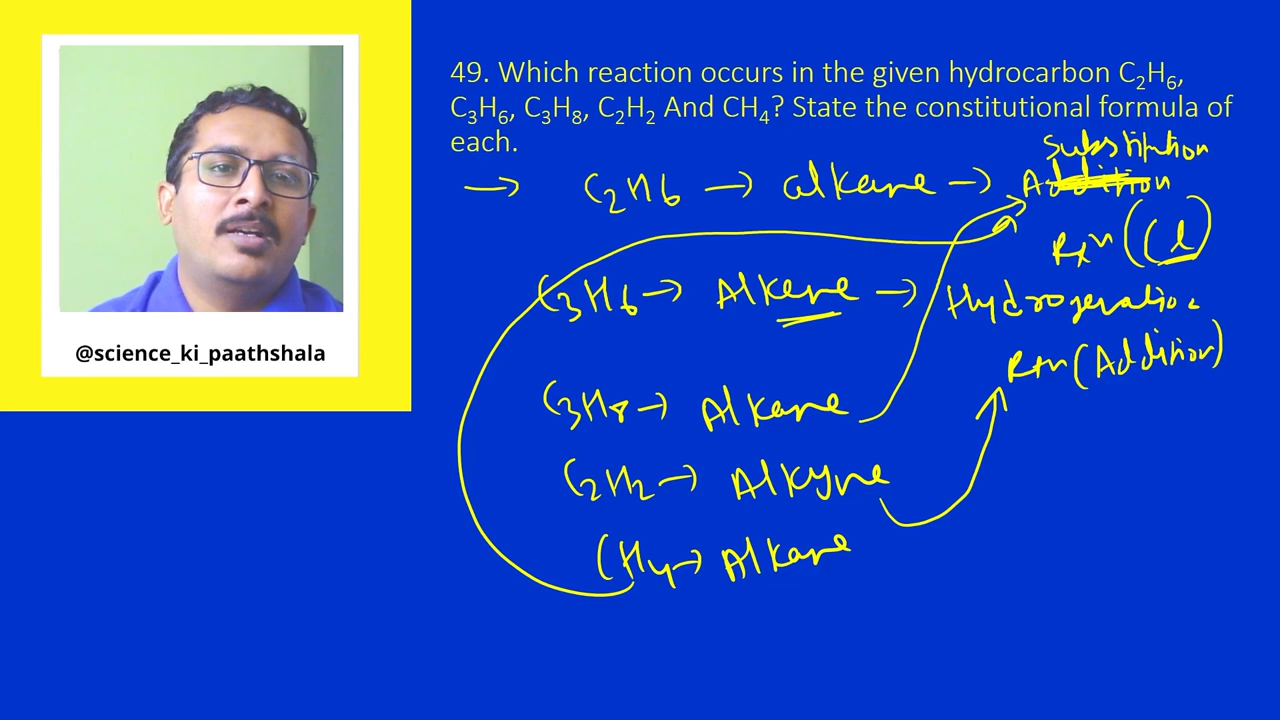 49. Which reaction occurs in the given hydrocarbon C₂H₆,
C₃H₆, C₃H₈, C₂H₂ And CH₄? State the constitutional formula of
each.
Substitution
→ C₂H₆ → alkane → Addition
Rxn (Cl)
C₃H₆ → Alkene → Hydrogenation
Rxn (Addition)
C₃H₈ → Alkane
C₂H₂ → Alkyne
CH₄ → Alkane
@science_ki_paathshala